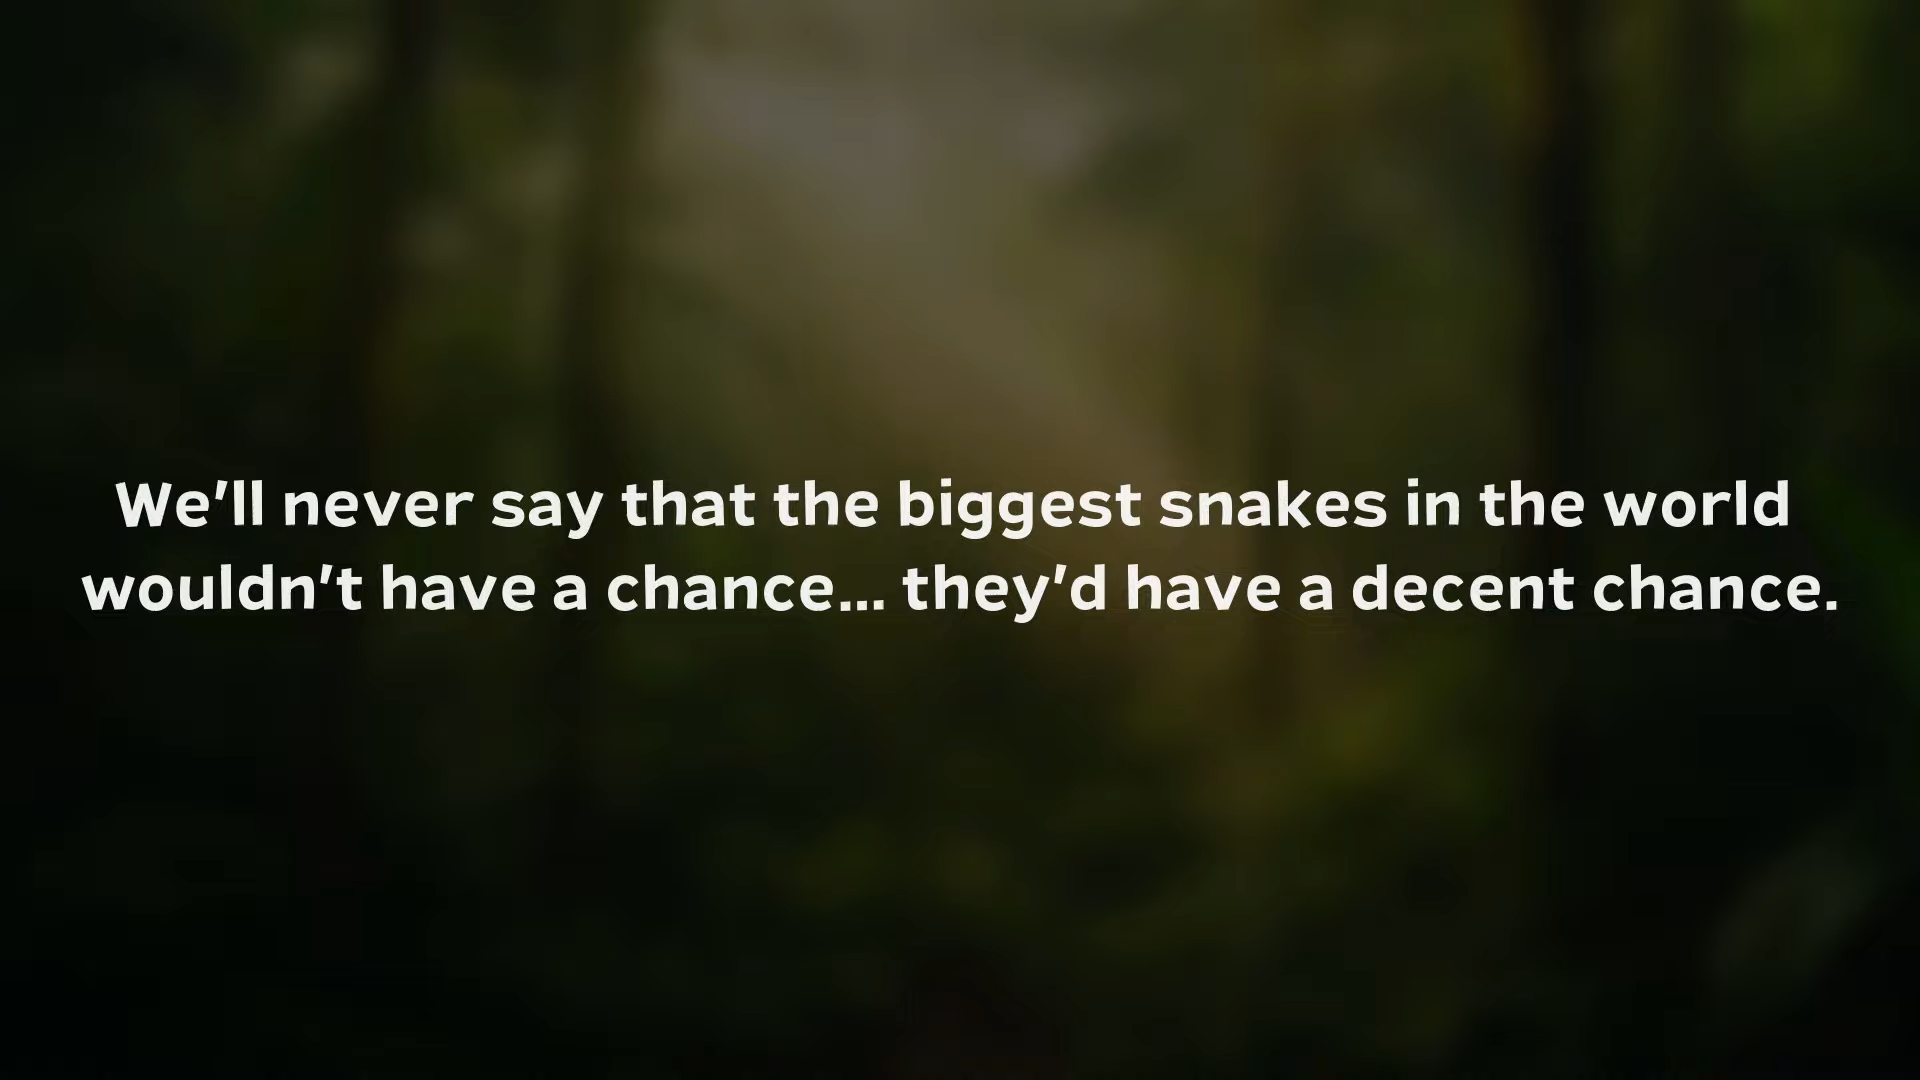 We'll never say that the biggest snakes in the world
wouldn't have a chance... they'd have a decent chance.